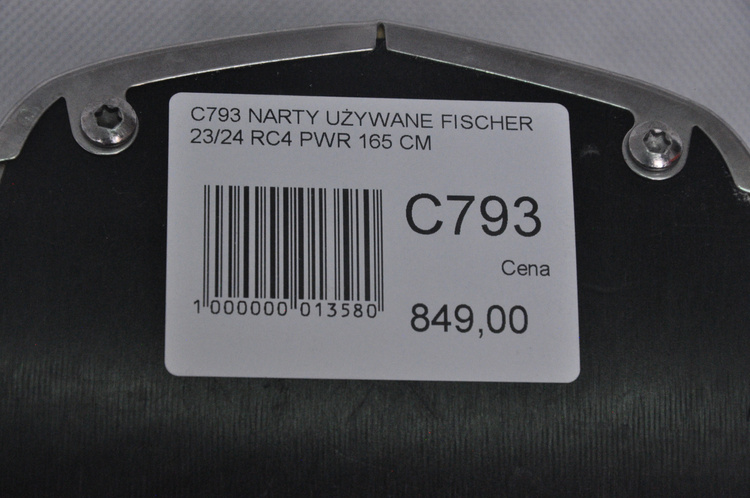 C793 NARTY UŻYWANE FISCHER
23/24 RC4 PWR 165 CM
C793
Cena
849,00
1 000000 013580